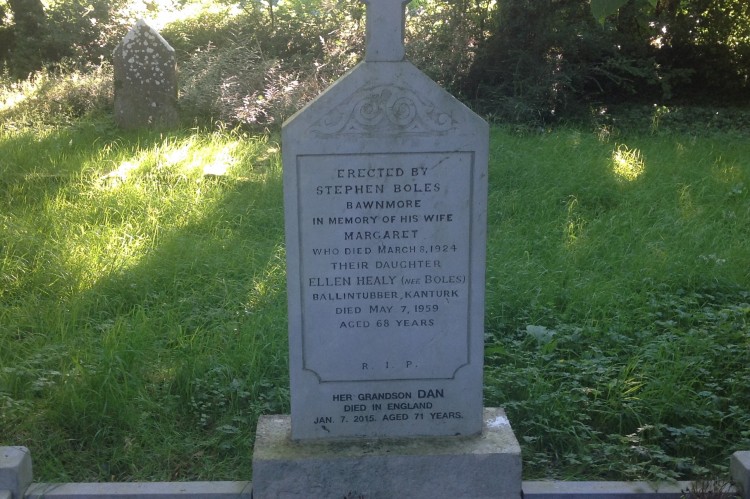 ERECTED BY
STEPHEN BOLES
BAWNMORE
IN MEMORY OF HIS WIFE
MARGARET
WHO DIED MARCH 8, 1924
THEIR DAUGHTER
ELLEN HEALY (NEE BOLES)
BALLINTUBBER, KANTURK
DIED MAY 7, 1959
AGED 68 YEARS
R. I. P.
HER GRANDSON DAN
DIED IN ENGLAND
JAN. 7. 2015. AGED 71 YEARS.